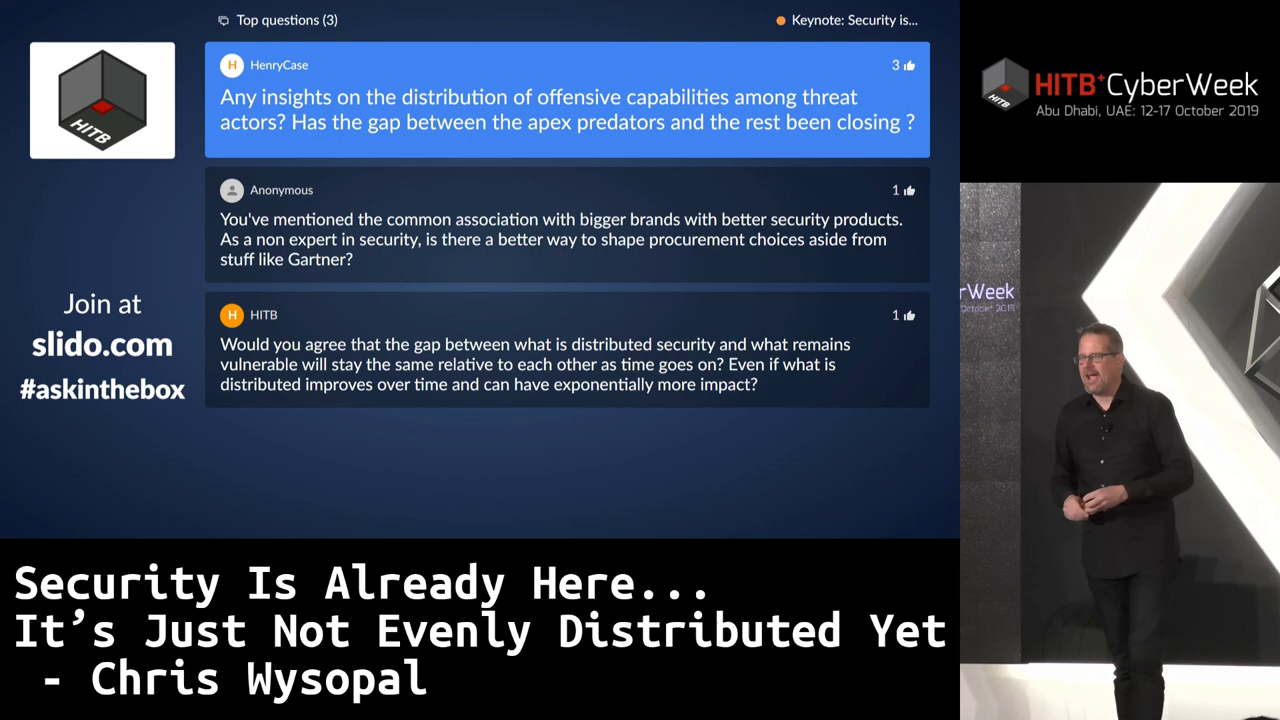 Top questions (3)
Keynote: Security is...
HITB
H HenryCase
3
Any insights on the distribution of offensive capabilities among threat
actors? Has the gap between the apex predators and the rest been closing ?
Anonymous
1
You've mentioned the common association with bigger brands with better security products.
As a non expert in security, is there a better way to shape procurement choices aside from
stuff like Gartner?
H HITB
1
Would you agree that the gap between what is distributed security and what remains
vulnerable will stay the same relative to each other as time goes on? Even if what is
distributed improves over time and can have exponentially more impact?
Join at
slido.com
#askinthebox
HITB
HITB+CyberWeek
Abu Dhabi, UAE: 12-17 October 2019
rWeek
October 2019
Security Is Already Here...
It’s Just Not Evenly Distributed Yet
- Chris Wysopal